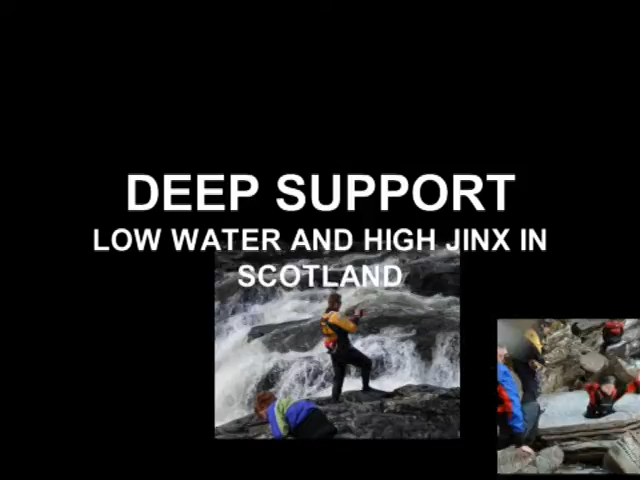 DEEP SUPPORT
LOW WATER AND HIGH JINX IN
SCOTLAND